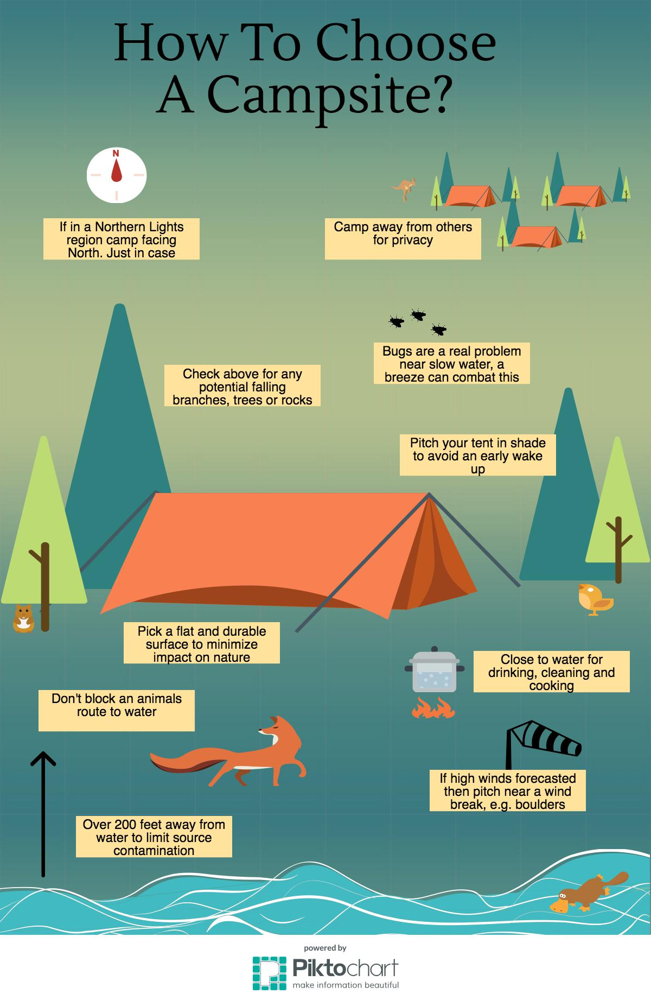 How To Choose
A Campsite?
N
If in a Northern Lights
region camp facing
North. Just in case
Camp away from others
for privacy
Bugs are a real problem
near slow water, a
breeze can combat this
Check above for any
potential falling
branches, trees or rocks
Pitch your tent in shade
to avoid an early wake
up
Pick a flat and durable
surface to minimize
impact on nature
Close to water for
drinking, cleaning and
cooking
Don't block an animals
route to water
If high winds forecasted
then pitch near a wind
break, e.g. boulders
Over 200 feet away from
water to limit source
contamination
powered by
Piktochart
make information beautiful